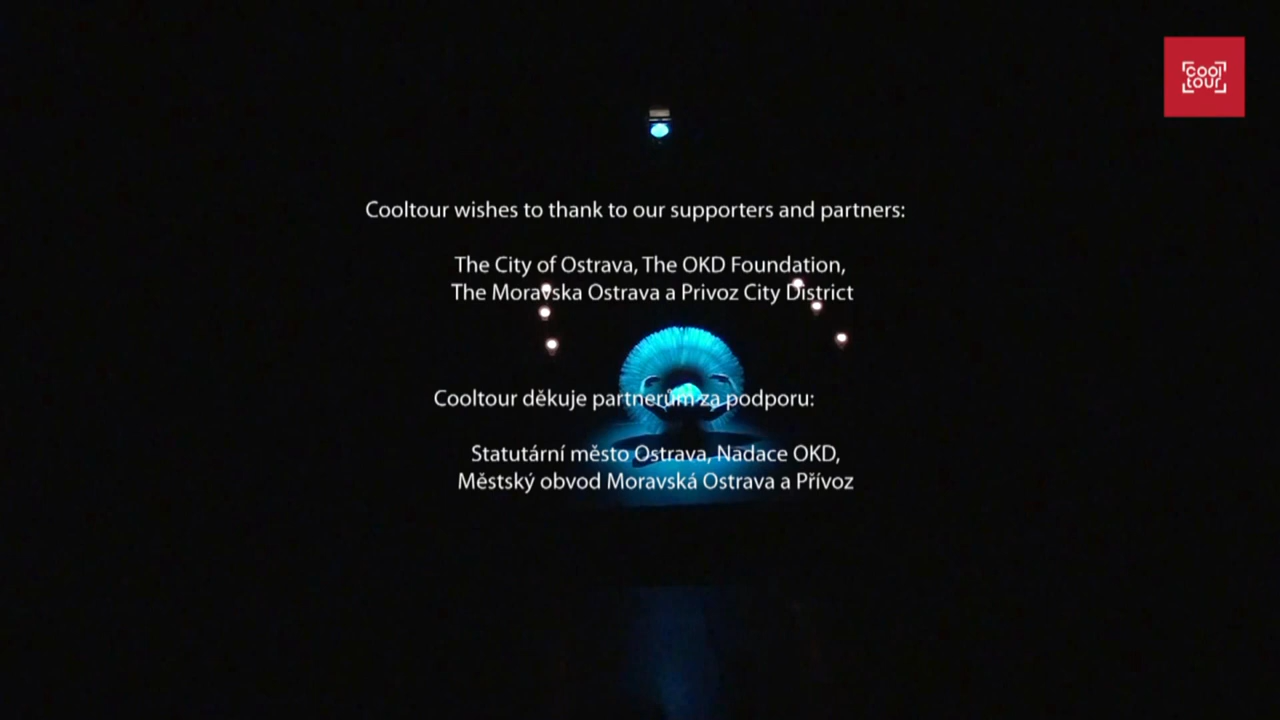 cool
tour
Cooltour wishes to thank to our supporters and partners:
The City of Ostrava, The OKD Foundation,
The Moravska Ostrava a Privoz City District
Cooltour děkuje partnerům za podporu:
Statutární město Ostrava, Nadace OKD,
Městský obvod Moravská Ostrava a Přívoz